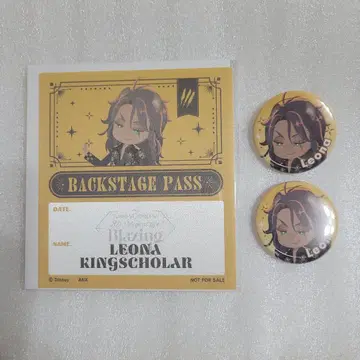 BACKSTAGE PASS
DATE:
Blazing
NAME:
LEONA
KINGSCHOLAR
© Disney
NOT FOR SALE
Leona
Leona